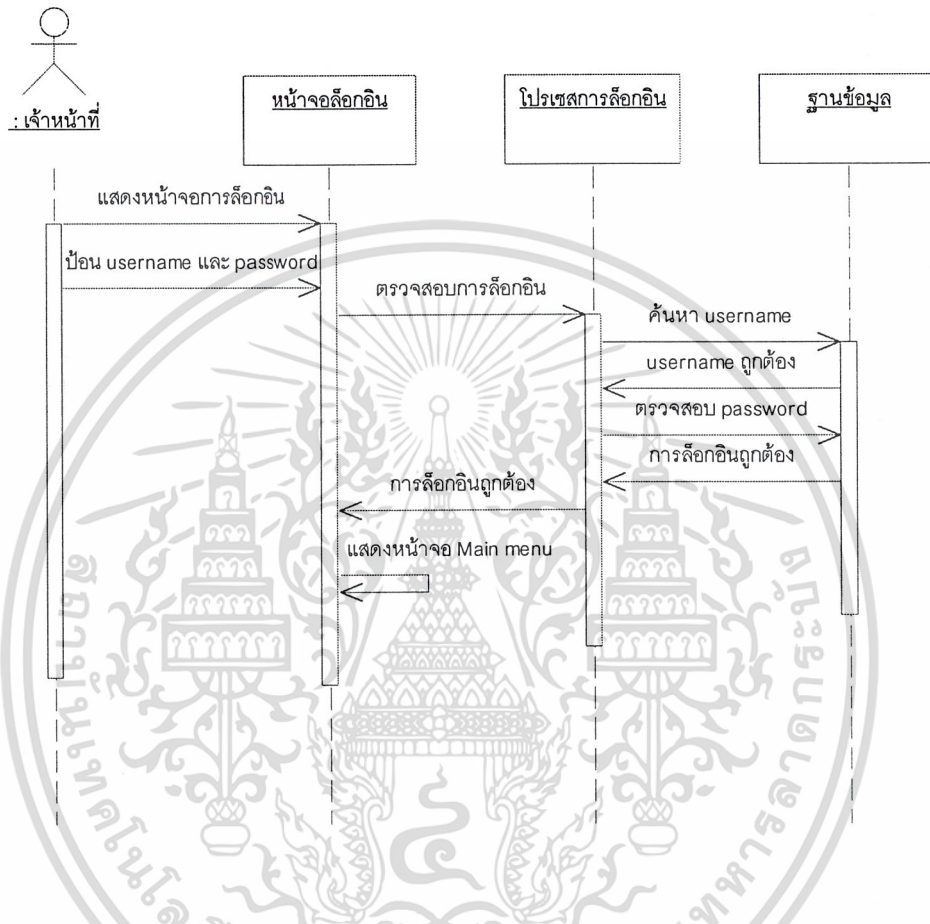 : เจ้าหน้าที่
หน้าจอล็อกอิน
โปรเซสการล็อกอิน
ฐานข้อมูล
แสดงหน้าจอการล็อกอิน
ป้อน username และ password
ตรวจสอบการล็อกอิน
ค้นหา username
username ถูกต้อง
ตรวจสอบ password
การล็อกอินถูกต้อง
การล็อกอินถูกต้อง
แสดงหน้าจอ Main menu